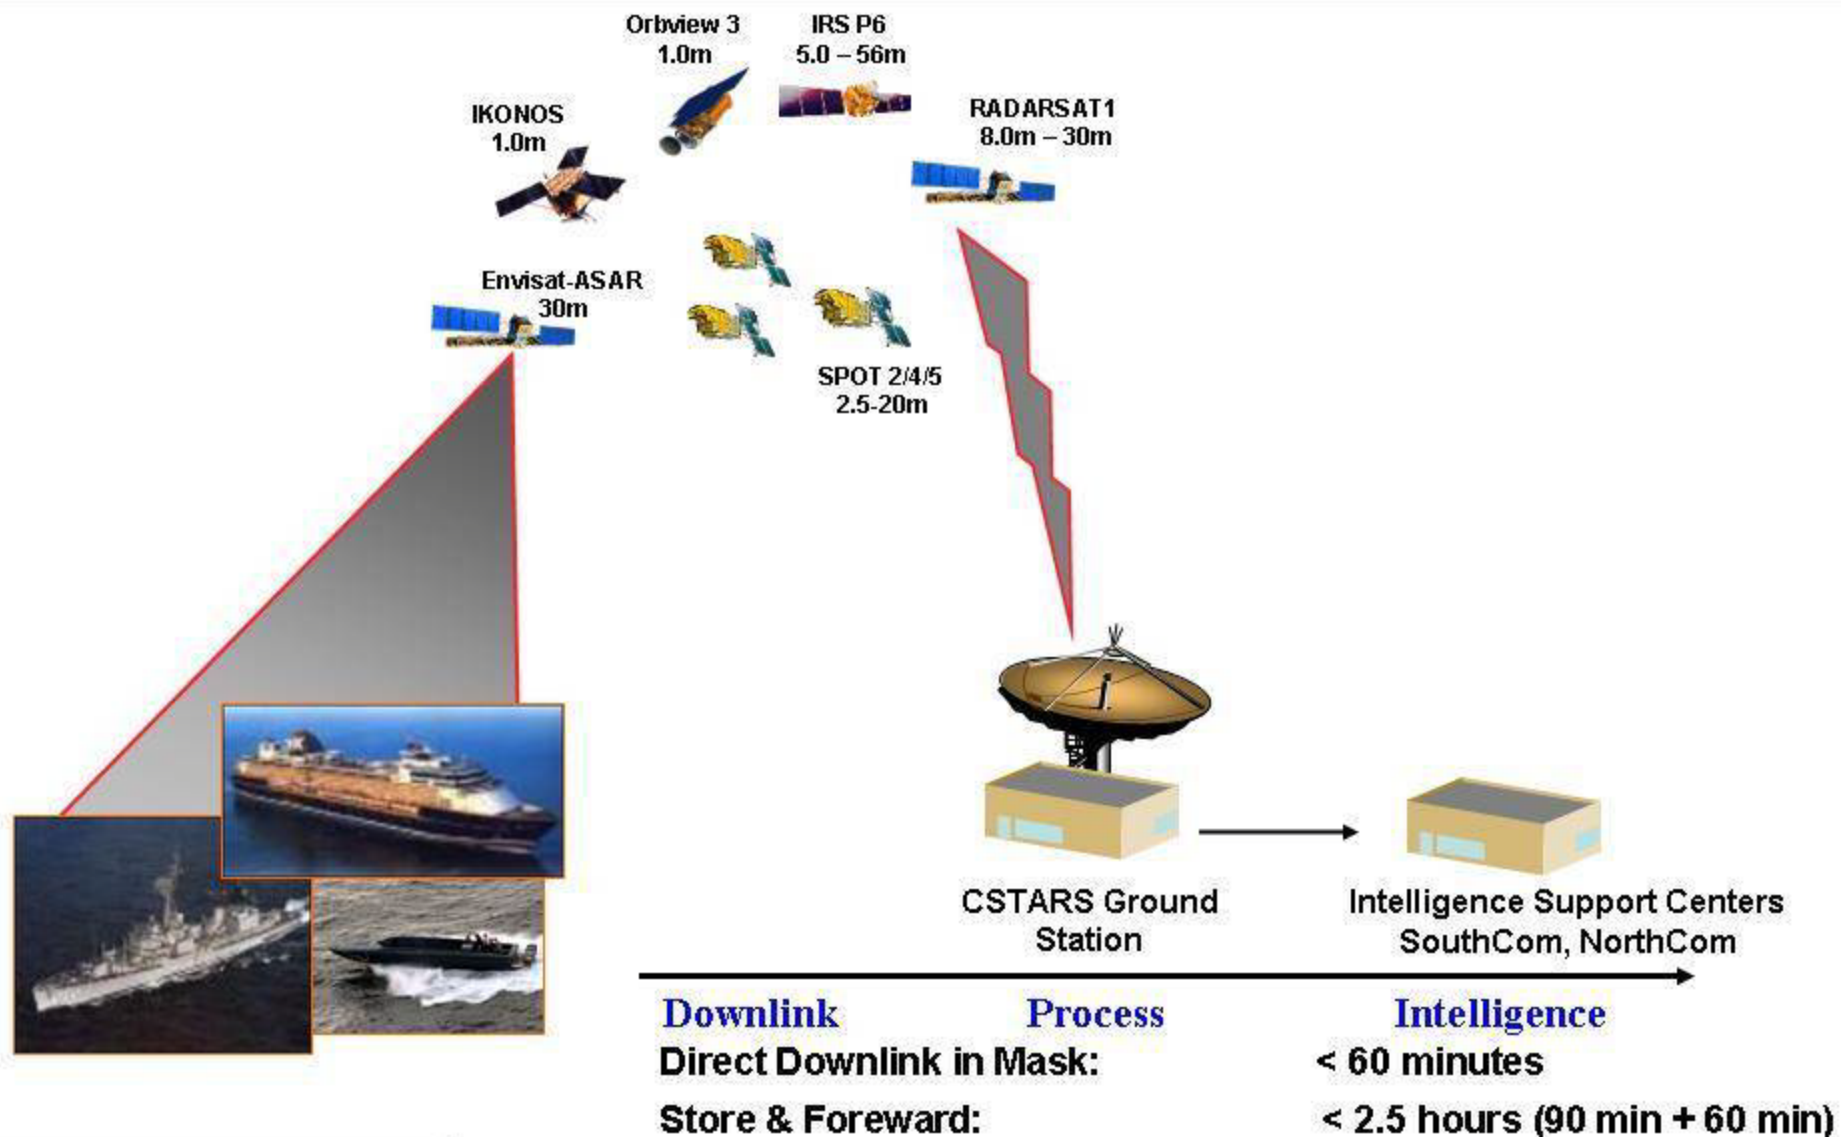 Orbview 3
1.0m
IRS P6
5.0 – 56m
IKONOS
1.0m
RADARSAT1
8.0m – 30m
Envisat-ASAR
30m
SPOT 2/4/5
2.5-20m
CSTARS Ground
Station
Intelligence Support Centers
SouthCom, NorthCom
Downlink Process Intelligence
Direct Downlink in Mask: < 60 minutes
Store & Foreward: < 2.5 hours (90 min + 60 min)